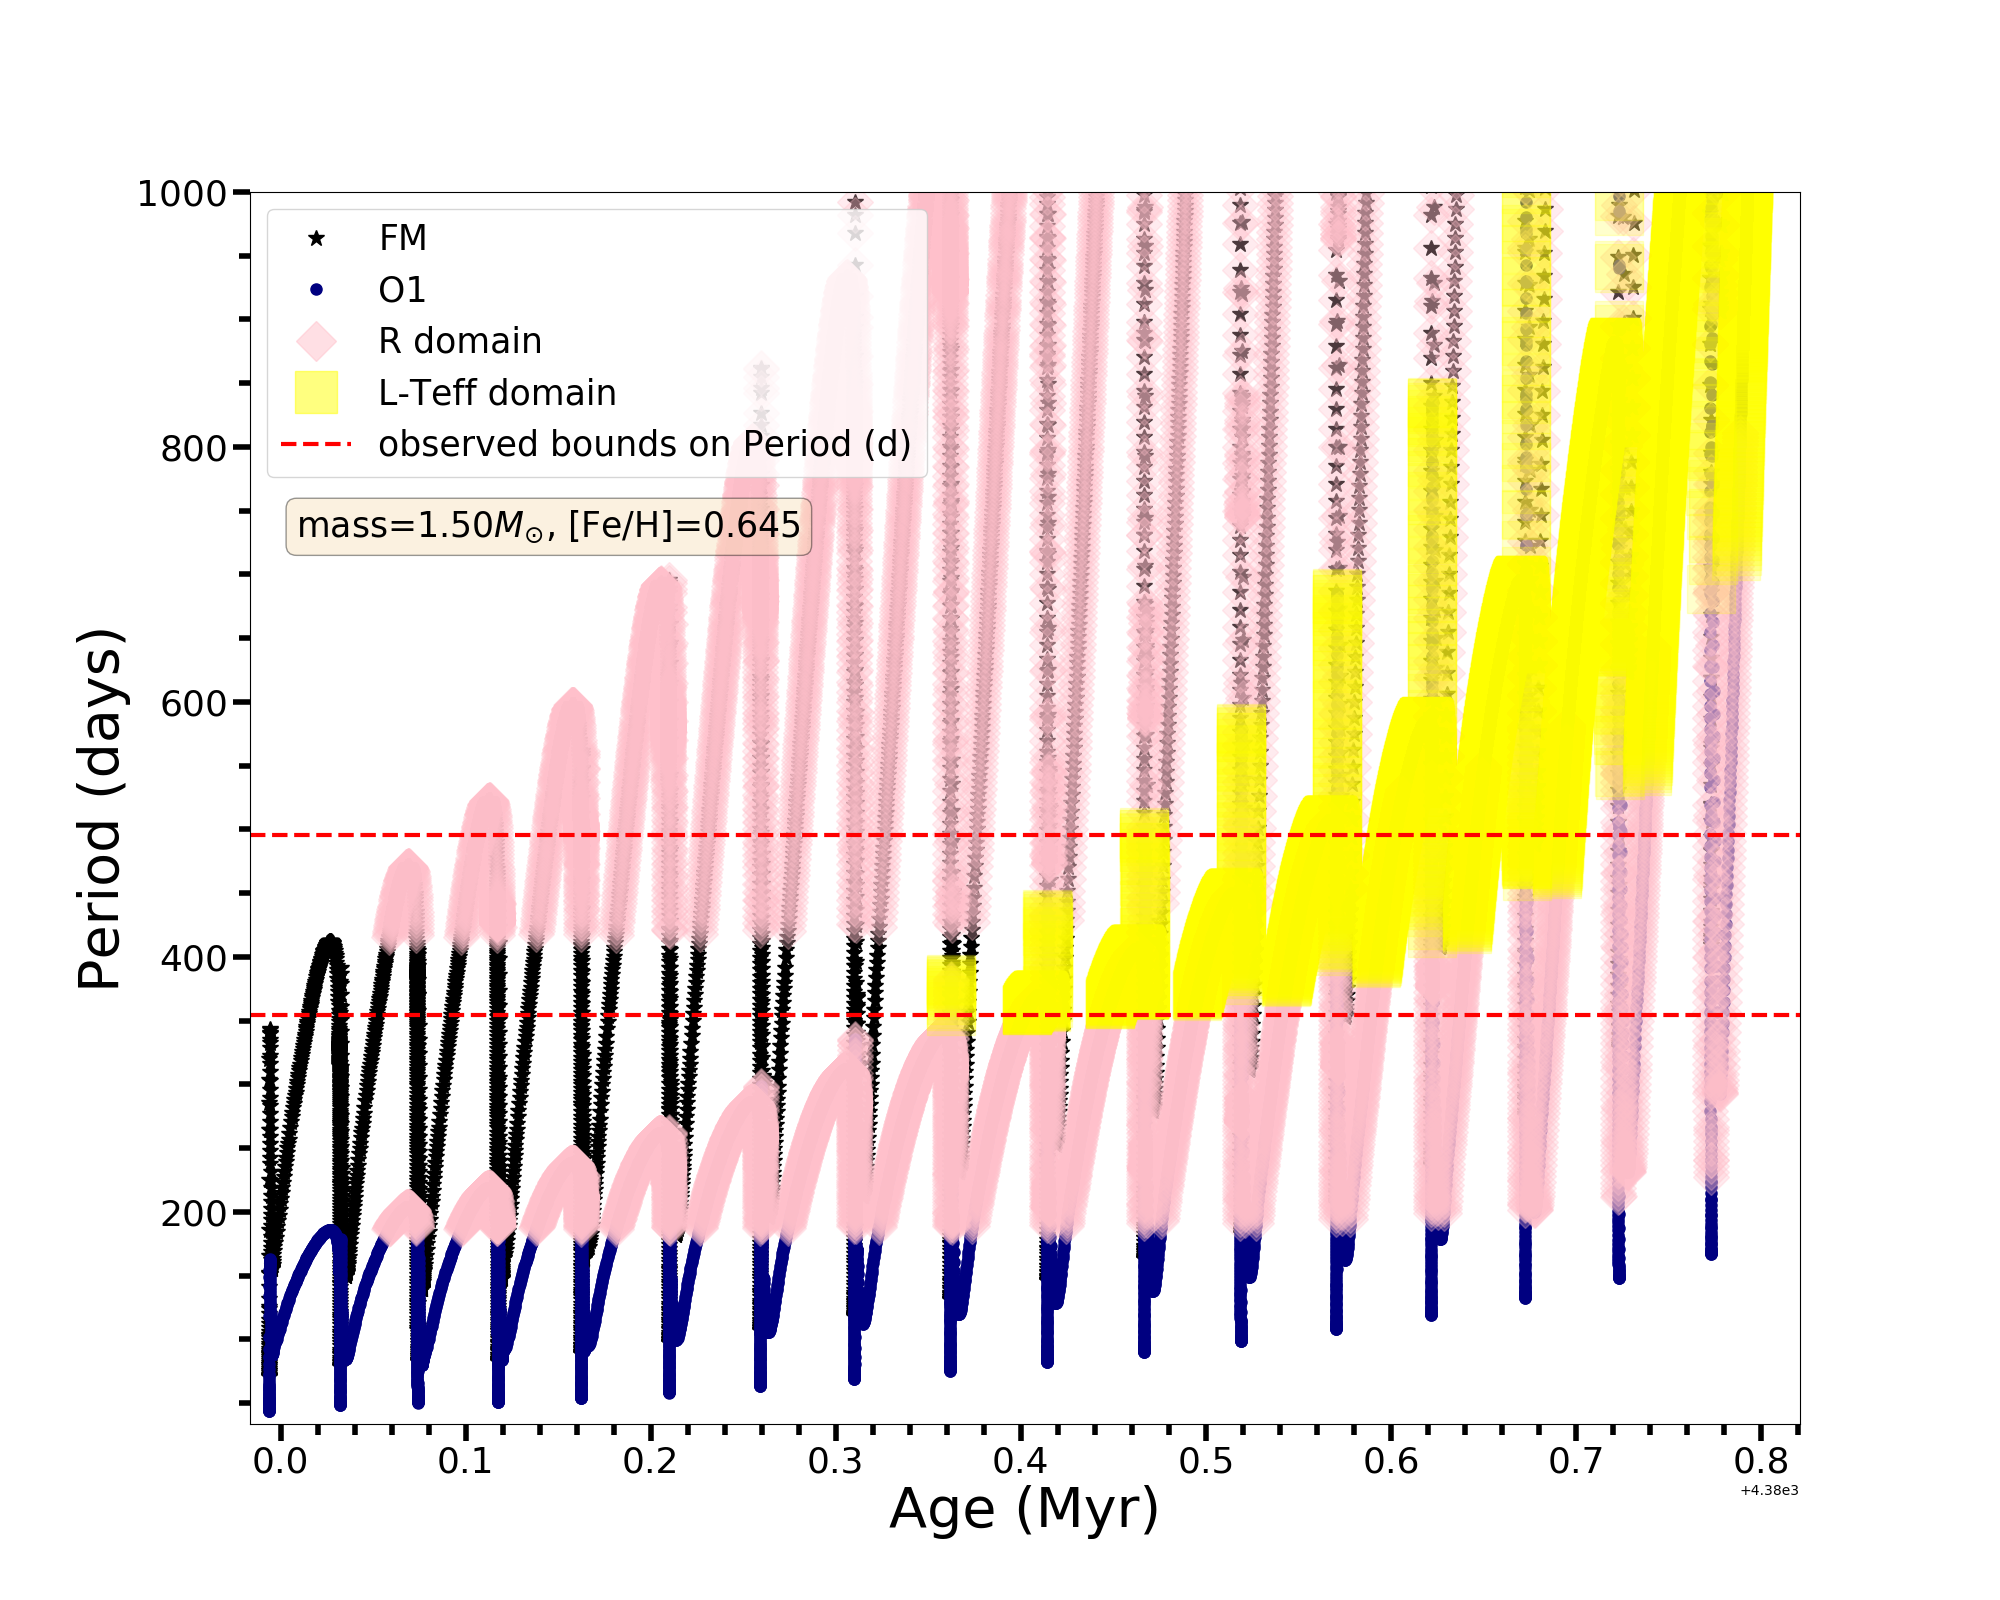 1000
800
600
400
200
Period (days)
FM
O1
R domain
L-Teff domain
observed bounds on Period (d)
mass=1.50M⊙, [Fe/H]=0.645
0.0 0.1 0.2 0.3 0.4 0.5 0.6 0.7 0.8
+4.38e3
Age (Myr)